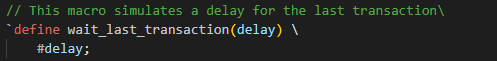 // This macro simulates a delay for the last transaction\
`define wait_last_transaction(delay) \
    #delay;